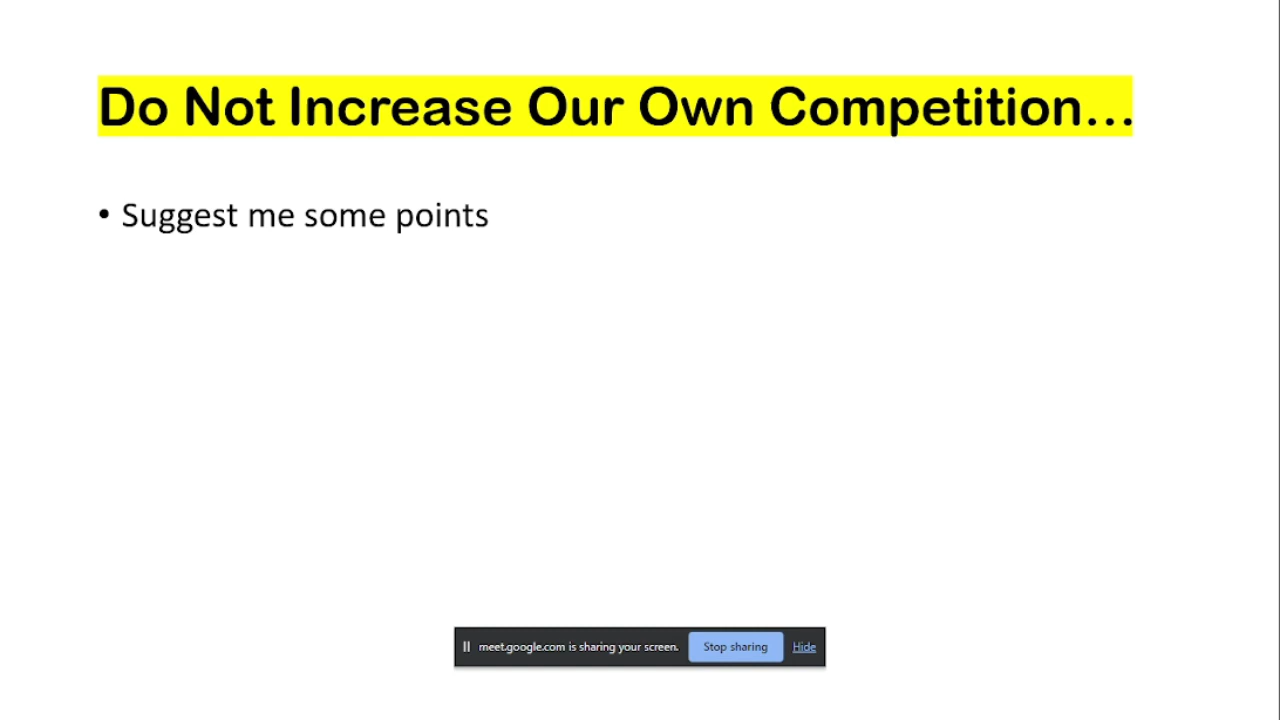 Do Not Increase Our Own Competition...
• Suggest me some points
meet.google.com is sharing your screen. Stop sharing Hide